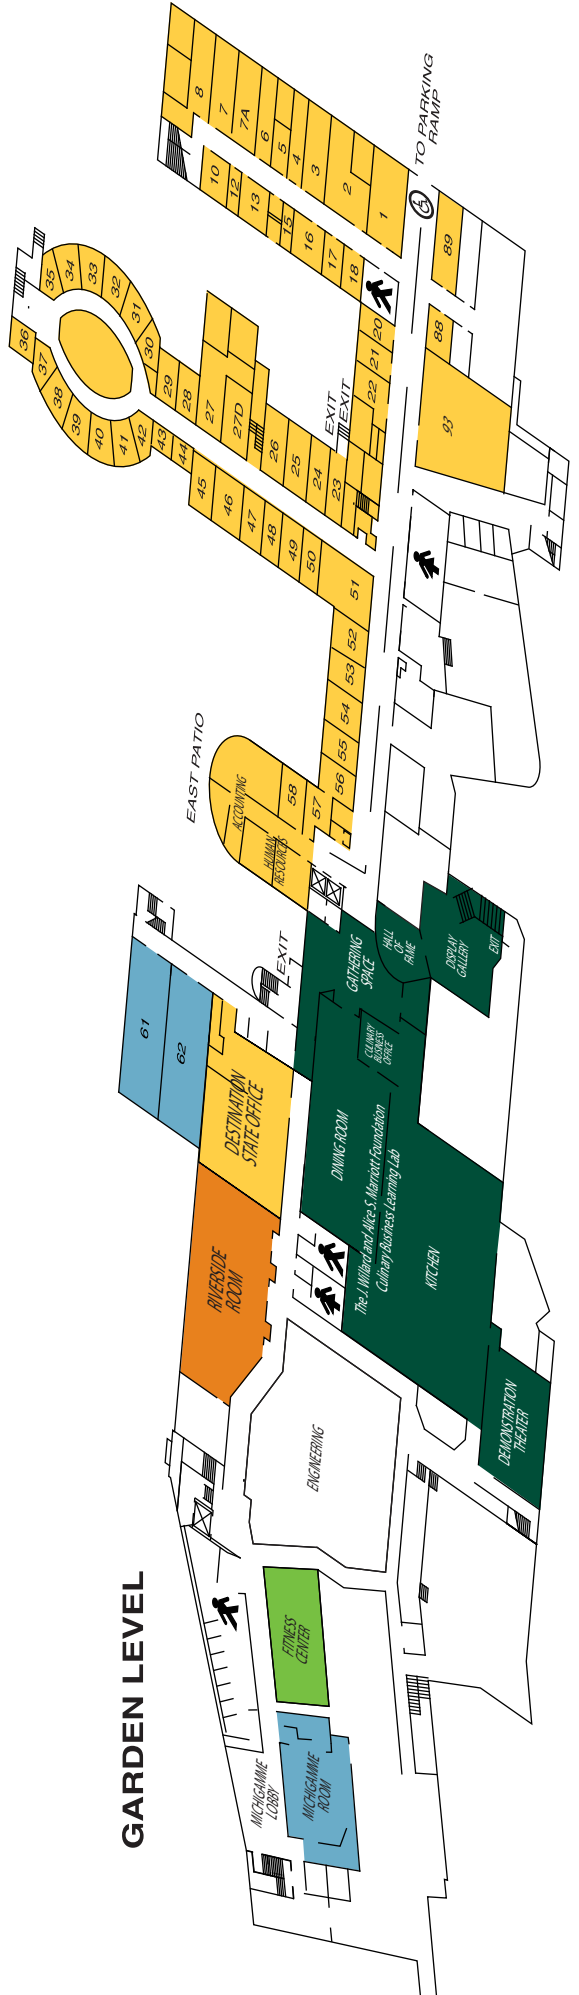 GARDEN LEVEL
TO PARKING
RAMP
8
7
7A
6
5
4
3
2
1
10
12
13
15
16
17
18
89
88
20
21
22
93
EXIT
EXIT
36
35
34
33
32
31
30
37
38
39
40
41
42
43
44
29
28
27
27D
26
25
24
23
45
46
47
48
49
50
51
52
53
54
55
56
57
58
EAST PATIO
ACCOUNTING
HUMAN
RESOURCES
EXIT
61
62
DESTINATION
STATE OFFICE
RIVERSIDE
ROOM
GATHERING
SPACE
HALL
OF
FAME
DISPLAY
GALLERY
EXIT
CULINARY
BUSINESS
OFFICE
DINING ROOM
The J. Willard and Alice S. Marriott Foundation
Culinary Business Learning Lab
KITCHEN
DEMONSTRATION
THEATER
ENGINEERING
FITNESS
CENTER
MICHIGAMME
LOBBY
MICHIGAMME
ROOM